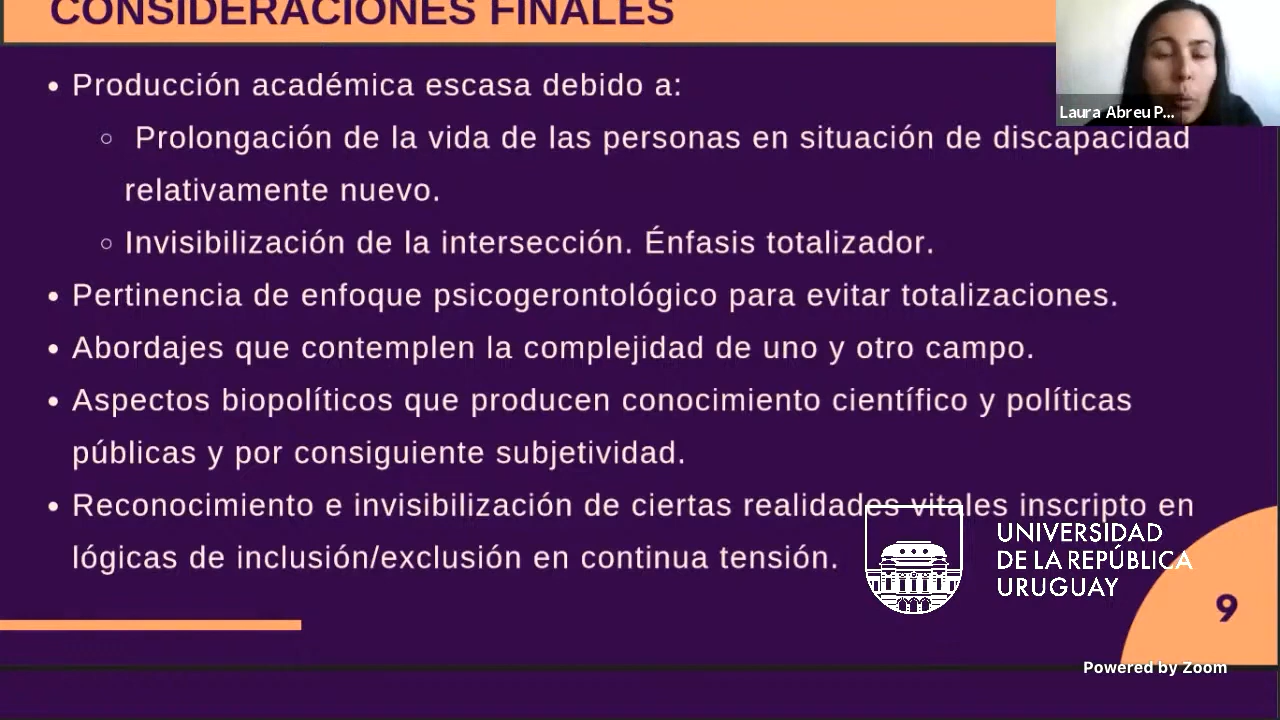 CONSIDERACIONES FINALES
Laura Abreu P...
• Producción académica escasa debido a:
○ Prolongación de la vida de las personas en situación de discapacidad
relativamente nuevo.
○ Invisibilización de la intersección. Énfasis totalizador.
• Pertinencia de enfoque psicogerontológico para evitar totalizaciones.
• Abordajes que contemplen la complejidad de uno y otro campo.
• Aspectos biopolíticos que producen conocimiento científico y políticas
públicas y por consiguiente subjetividad.
• Reconocimiento e invisibilización de ciertas realidades vitales inscripto en
lógicas de inclusión/exclusión en continua tensión.
UNIVERSIDAD
DE LA REPÚBLICA
URUGUAY
9
Powered by Zoom